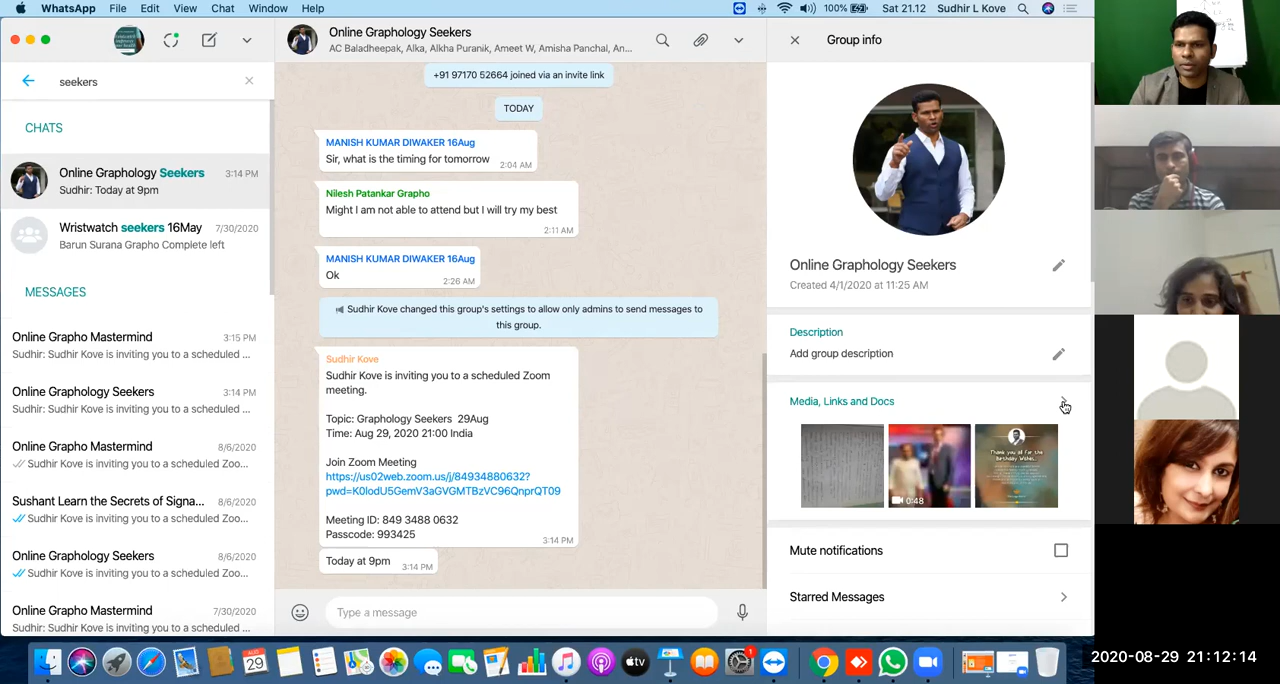 WhatsApp File Edit View Chat Window Help
100% Sat 21.12 Sudhir L Kove
seekers
CHATS
Online Graphology Seekers 3:14 PM
Sudhir: Today at 9pm
Wristwatch seekers 16May 7/30/2020
Barun Surana Grapho Complete left
MESSAGES
Online Grapho Mastermind 3:15 PM
Sudhir: Sudhir Kove is inviting you to a scheduled ...
Online Graphology Seekers 3:14 PM
Sudhir: Sudhir Kove is inviting you to a scheduled ...
Online Grapho Mastermind 8/6/2020
Sudhir Kove is inviting you to a scheduled Zoo...
Sushant Learn the Secrets of Signa... 8/6/2020
Sudhir Kove is inviting you to a scheduled Zoo...
Online Graphology Seekers 8/6/2020
Sudhir Kove is inviting you to a scheduled Zoo...
Online Grapho Mastermind 7/30/2020
Sudhir: Sudhir Kove is inviting you to a scheduled ...
Online Graphology Seekers
AC Baladheepak, Alka, Alkha Puranik, Ameet W, Amisha Panchal, An...
+91 97170 52664 joined via an invite link
TODAY
MANISH KUMAR DIWAKER 16Aug
Sir, what is the timing for tomorrow 2:04 AM
Nilesh Patankar Grapho
Might I am not able to attend but I will try my best
2:11 AM
MANISH KUMAR DIWAKER 16Aug
Ok
2:26 AM
Sudhir Kove changed this group's settings to allow only admins to send messages to
this group.
Sudhir Kove
Sudhir Kove is inviting you to a scheduled Zoom
meeting.
Topic: Graphology Seekers 29Aug
Time: Aug 29, 2020 21:00 India
Join Zoom Meeting
https://us02web.zoom.us/j/84934880632?
pwd=K0lodU5GemV3aGVGMTBzVC96QnprQT09
Meeting ID: 849 3488 0632
Passcode: 993425
3:14 PM
Today at 9pm 3:14 PM
Type a message
Group info
Online Graphology Seekers
Created 4/1/2020 at 11:25 AM
Description
Add group description
Media, Links and Docs
0:48
Thank you all for the
Birthday Wishes..
Mute notifications
Starred Messages
AUG
29
1
tv
2020-08-29 21:12:14